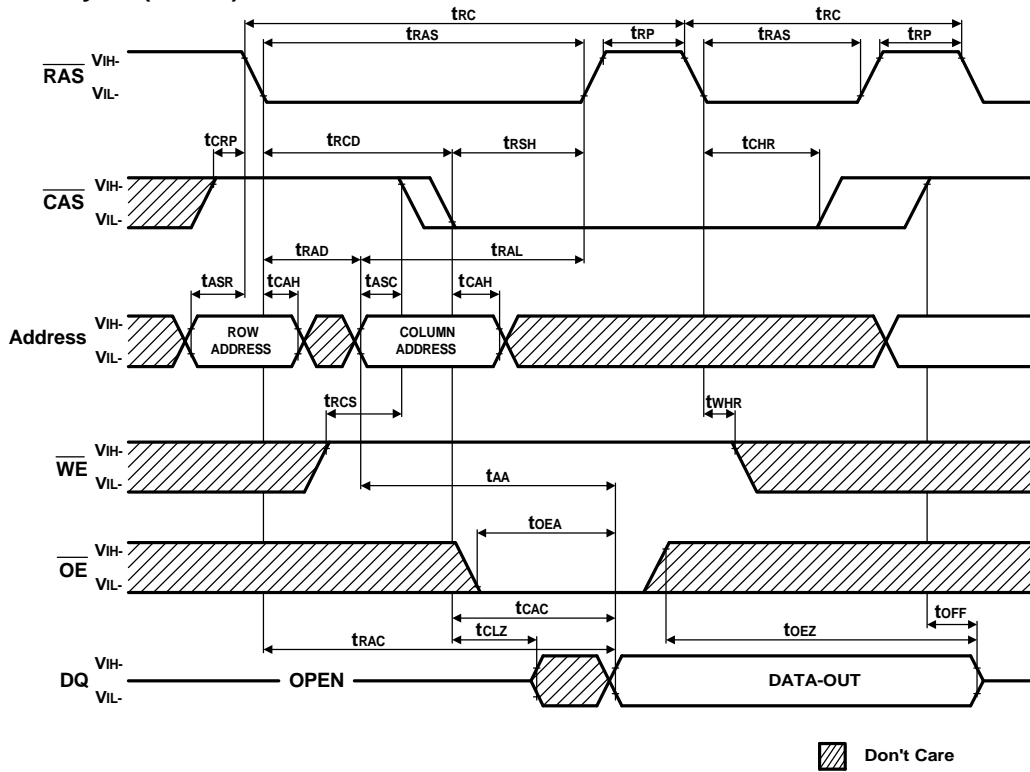 tRC tRC
tRAS tRP tRAS tRP
RAS VIH-
VIL-
tCRP tRCD tRSH tCHR
CAS VIH-
VIL-
tRAD tRAL
tASR tCAH tASC tCAH
Address VIH-
VIL-
ROW
ADDRESS
COLUMN
ADDRESS
tRCS tWHR
WE VIH-
VIL-
tAA
tOEA
OE VIH-
VIL-
tCAC
tCLZ tOEZ tOFF
tRAC
DQ VIH-
VIL-
OPEN DATA-OUT
Don't Care